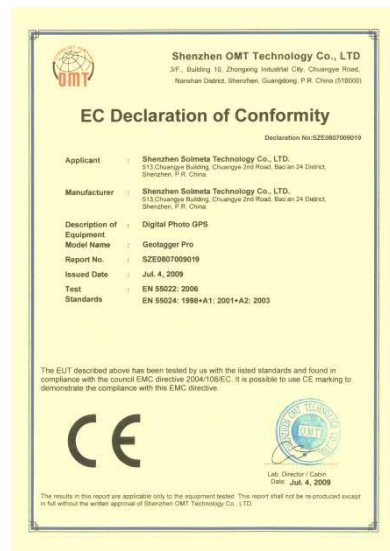 OMT
Shenzhen OMT Technology Co., LTD
3/F., Building 10, Zhongxing Industrial City, Chuangye Road,
Nanshan District, Shenzhen, Guangdong, P.R. China (518000)
EC Declaration of Conformity
Declaration No:SZE0807009019
Applicant : Shenzhen Solmeta Technology Co., LTD.
513,Chuangye Building, Chuangye 2nd Road, Bao'an 24 District,
Shenzhen, P.R. China.
Manufacturer : Shenzhen Solmeta Technology Co., LTD.
513,Chuangye Building, Chuangye 2nd Road, Bao'an 24 District,
Shenzhen, P.R. China.
Description of : Digital Photo GPS
Equipment
Model Name : Geotagger Pro
Report No. : SZE0807009019
Issued Date : Jul. 4, 2009
Test : EN 55022: 2006
Standards EN 55024: 1998+A1: 2001+A2: 2003
The EUT described above has been tested by us with the listed standards and found in
compliance with the council EMC directive 2004/108/EC. It is possible to use CE marking to
demonstrate the compliance with this EMC directive.
CE
SHENZHEN OMT TECHNOLOGY CO., LTD
OMT
Lab. Director / Cabin
Date: Jul. 4, 2009
The results in this report are applicable only to the equipment tested. This report shall not be re-produced except
in full without the written approval of Shenzhen OMT Technology Co., LTD.